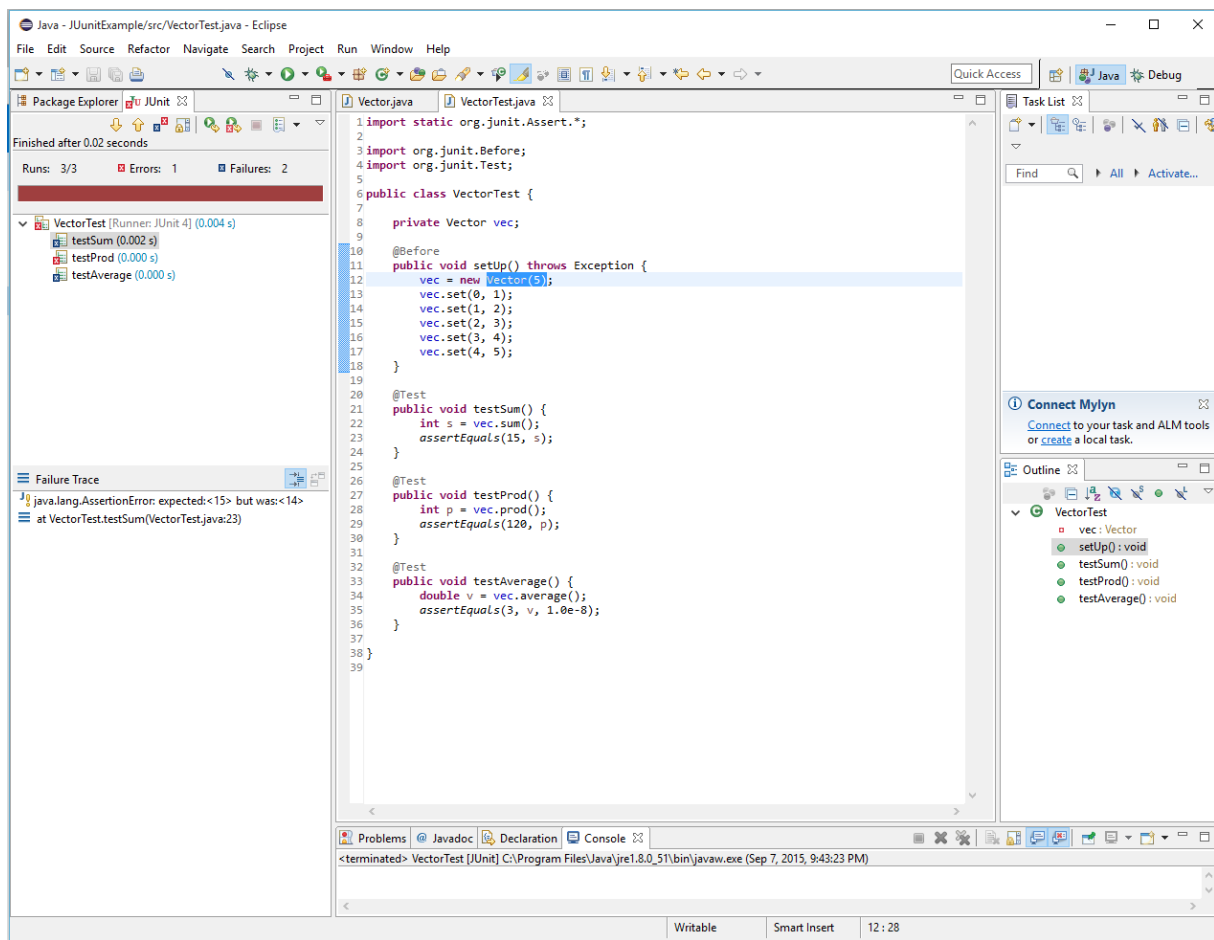 Java - JUunitExample/src/VectorTest.java - Eclipse
File Edit Source Refactor Navigate Search Project Run Window Help
Quick Access Java Debug
Package Explorer JUnit
Finished after 0.02 seconds
Runs: 3/3 Errors: 1 Failures: 2
VectorTest [Runner: JUnit 4] (0.004 s)
testSum (0.002 s)
testProd (0.000 s)
testAverage (0.000 s)
Failure Trace
java.lang.AssertionError: expected:<15> but was:<14>
at VectorTest.testSum(VectorTest.java:23)
Vector.java VectorTest.java
1 import static org.junit.Assert.*;
2
3 import org.junit.Before;
4 import org.junit.Test;
5
6 public class VectorTest {
7
8 private Vector vec;
9
10 @Before
11 public void setUp() throws Exception {
12 vec = new Vector(5);
13 vec.set(0, 1);
14 vec.set(1, 2);
15 vec.set(2, 3);
16 vec.set(3, 4);
17 vec.set(4, 5);
18 }
19
20 @Test
21 public void testSum() {
22 int s = vec.sum();
23 assertEquals(15, s);
24 }
25
26 @Test
27 public void testProd() {
28 int p = vec.prod();
29 assertEquals(120, p);
30 }
31
32 @Test
33 public void testAverage() {
34 double v = vec.average();
35 assertEquals(3, v, 1.0e-8);
36 }
37
38 }
39
Task List
Find All Activate...
Connect Mylyn
Connect to your task and ALM tools
or create a local task.
Outline
VectorTest
vec : Vector
setUp() : void
testSum() : void
testProd() : void
testAverage() : void
Problems Javadoc Declaration Console
<terminated> VectorTest [JUnit] C:\Program Files\Java\jre1.8.0_51\bin\javaw.exe (Sep 7, 2015, 9:43:23 PM)
Writable Smart Insert 12 : 28